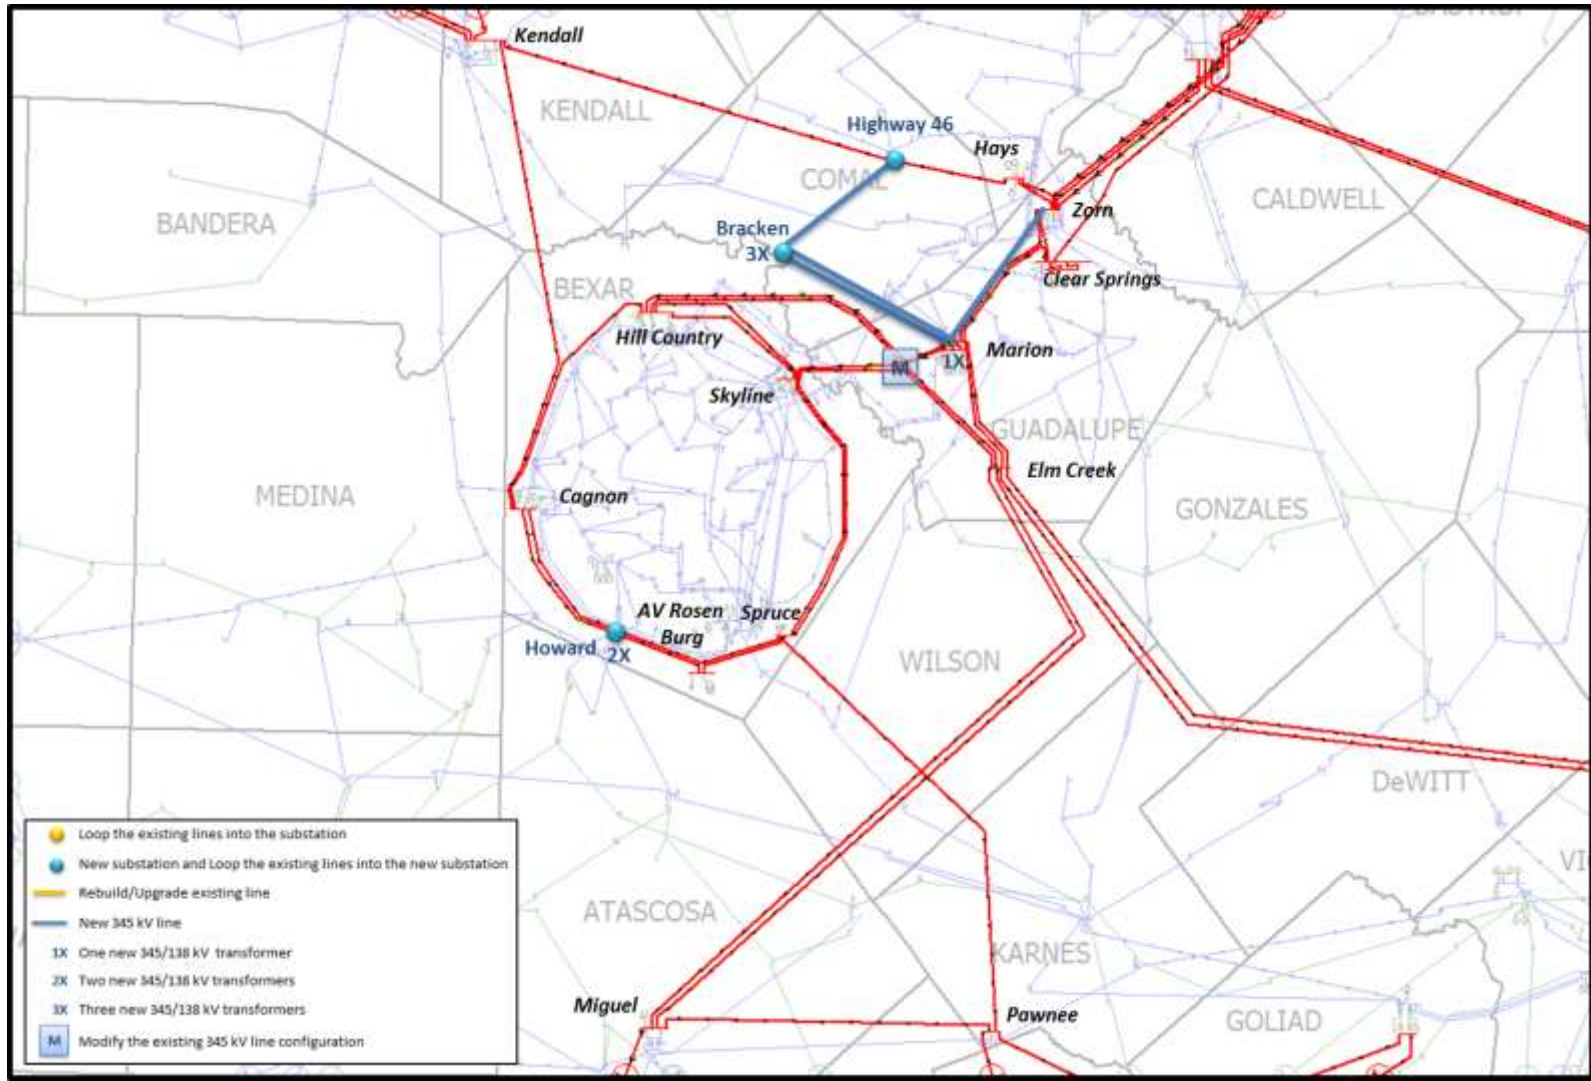 Kendall
KENDALL
Highway 46
Hays
COMAL
CALDWELL
BANDERA
Zorn
Bracken
3X
Clear Springs
BEXAR
Hill Country
Marion
1X
M
Skyline
GUADALUPE
Elm Creek
MEDINA
Cagnon
GONZALES
AV Rosen
Burg
Spruce
Howard
2X
WILSON
DeWITT
Loop the existing lines into the substation
New substation and Loop the existing lines into the new substation
Rebuild/Upgrade existing line
New 345 kV line
1X One new 345/138 kV transformer
2X Two new 345/138 kV transformers
3X Three new 345/138 kV transformers
M Modify the existing 345 kV line configuration
VI
ATASCOSA
KARNES
Miguel
Pawnee
GOLIAD